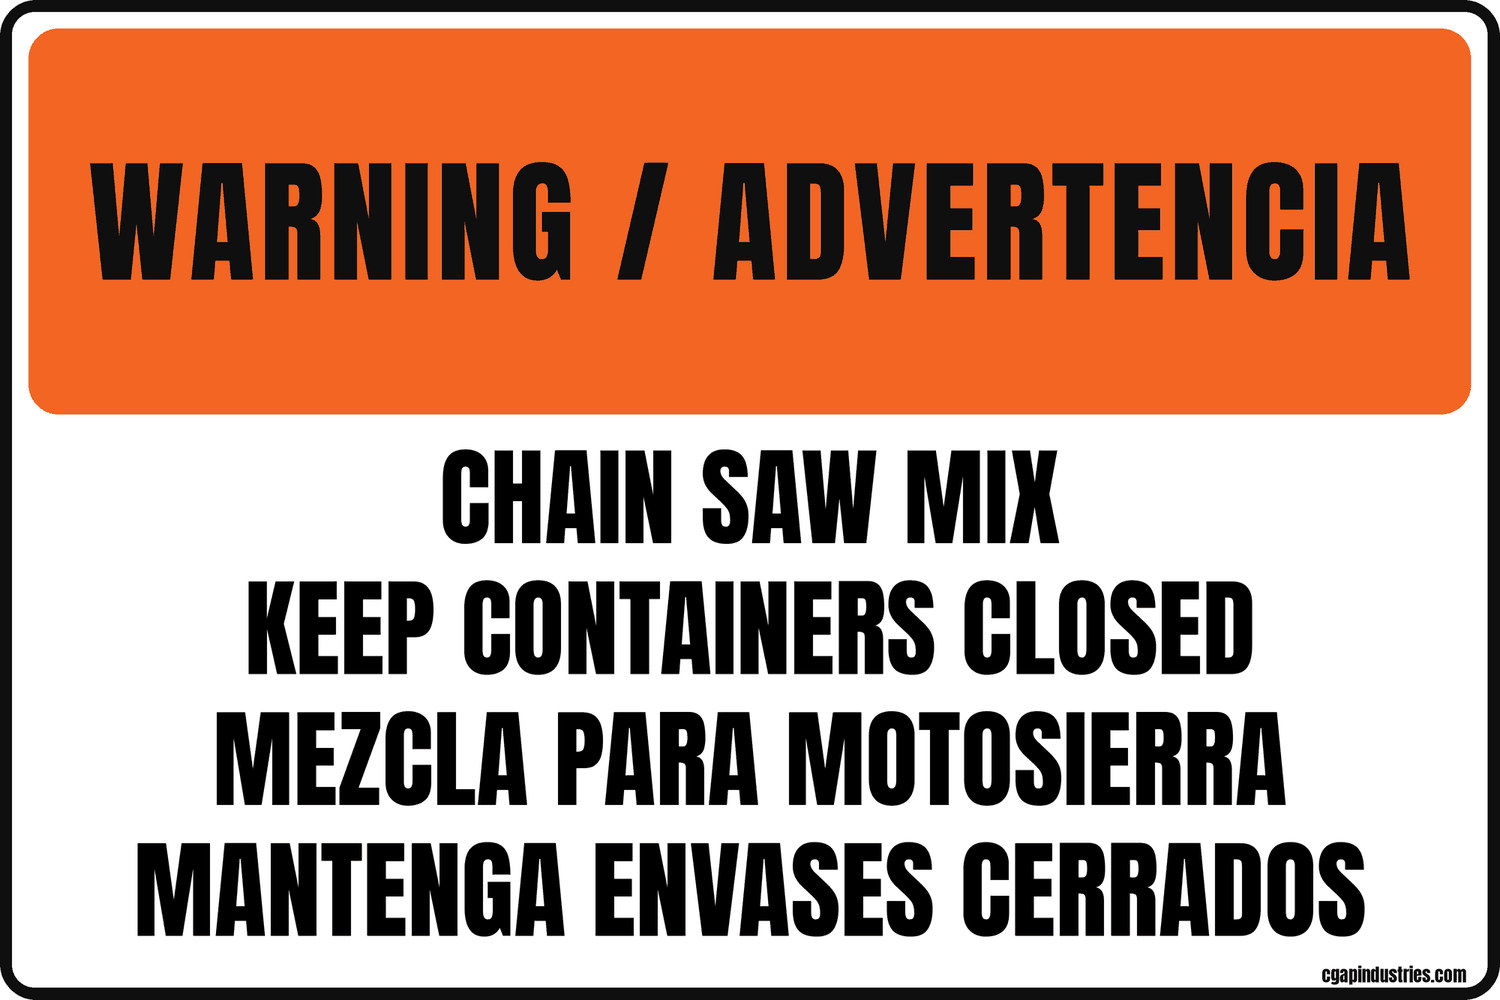 WARNING / ADVERTENCIA
CHAIN SAW MIX
KEEP CONTAINERS CLOSED
MEZCLA PARA MOTOSIERRA
MANTENGA ENVASES CERRADOS
cgapindustries.com